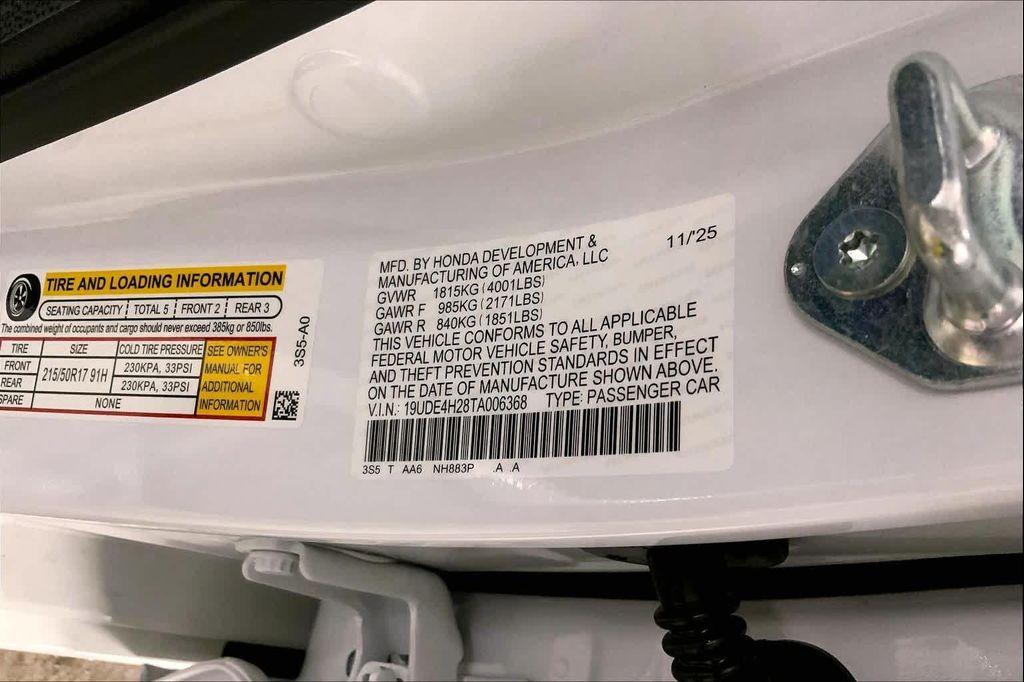 TIRE AND LOADING INFORMATION
SEATING CAPACITY TOTAL 5 FRONT 2 REAR 3
The combined weight of occupants and cargo should never exceed 385kg or 850lbs.
TIRE SIZE COLD TIRE PRESSURE SEE OWNER'S MANUAL FOR ADDITIONAL INFORMATION
FRONT 215/50R17 91H 230KPA, 33PSI
REAR 230KPA, 33PSI
SPARE NONE
3S5-A0
11/'25
MFD. BY HONDA DEVELOPMENT &
MANUFACTURING OF AMERICA, LLC
GVWR 1815KG (4001LBS)
GAWR F 985KG (2171LBS)
GAWR R 840KG (1851LBS)
THIS VEHICLE CONFORMS TO ALL APPLICABLE
FEDERAL MOTOR VEHICLE SAFETY, BUMPER,
AND THEFT PREVENTION STANDARDS IN EFFECT
ON THE DATE OF MANUFACTURE SHOWN ABOVE.
V.I.N.: 19UDE4H28TA006368 TYPE: PASSENGER CAR
3S5 T AA6 NH883P .A .A